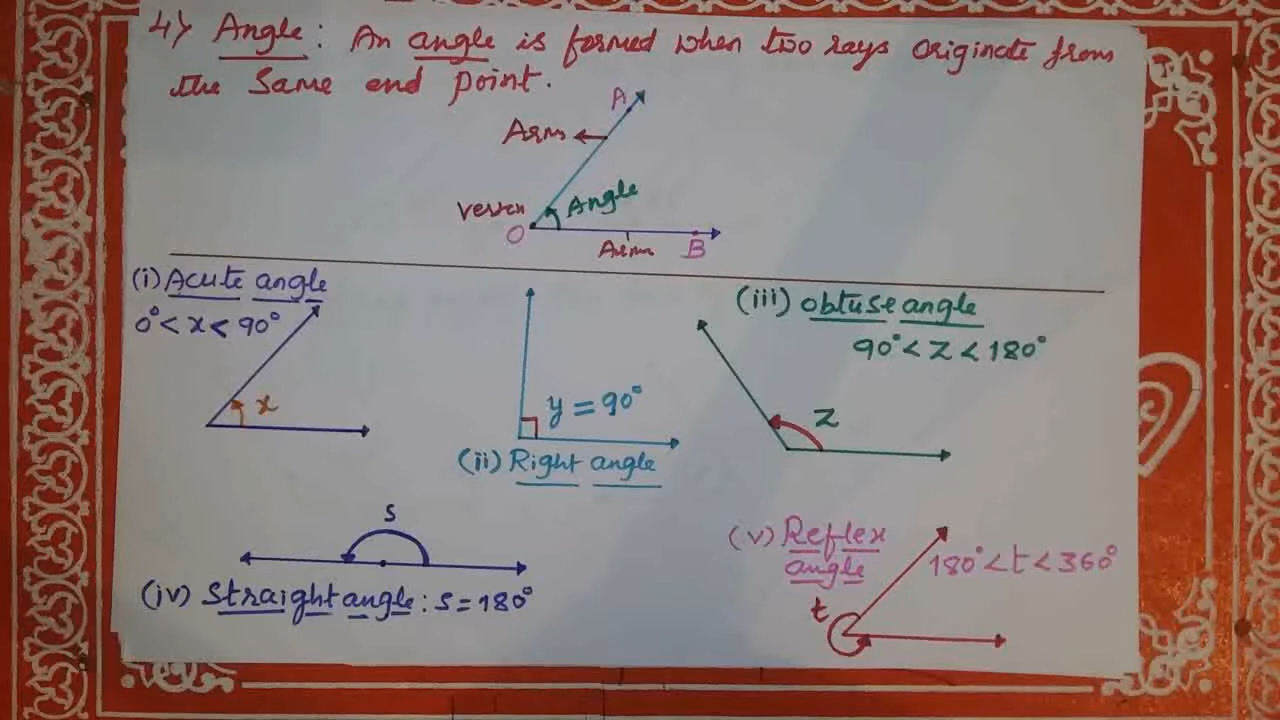 4) Angle : An angle is formed when two rays originate from
the same end point.
A
Arm
Angle
Vertex
O
Arm
B
(i) Acute angle
0° < x < 90°
x
y = 90°
(ii) Right angle
(iii) obtuse angle
90° < Z < 180°
Z
S
(iv) Straight angle : S = 180°
(v) Reflex
angle
180° < t < 360°
t